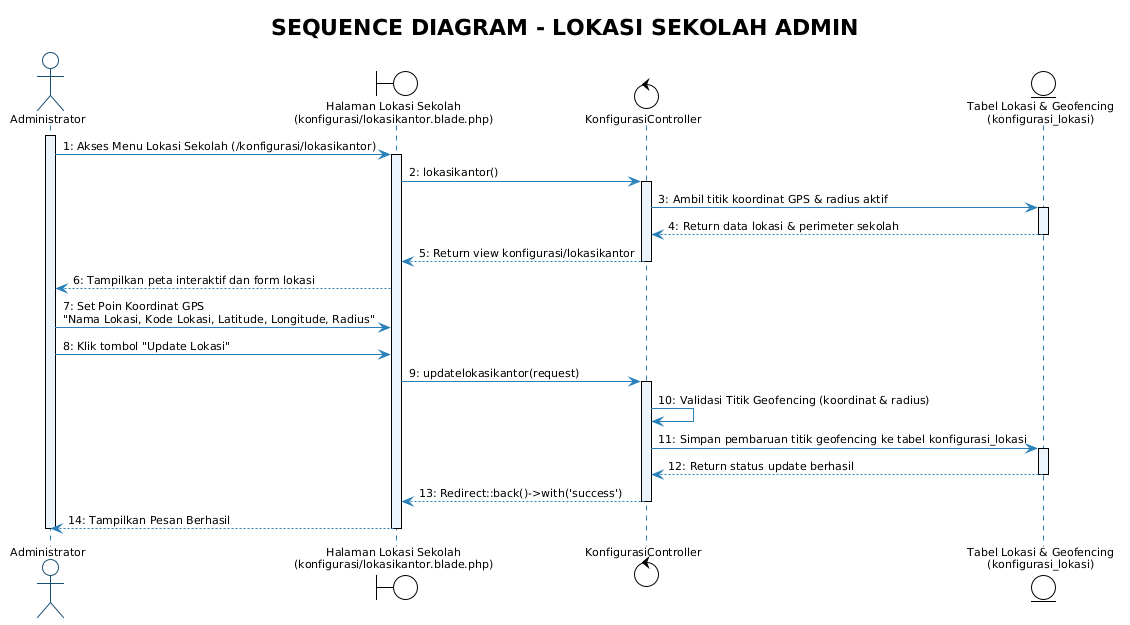 SEQUENCE DIAGRAM - LOKASI SEKOLAH ADMIN
Administrator
Halaman Lokasi Sekolah
(konfigurasi/lokasikantor.blade.php)
KonfigurasiController
Tabel Lokasi & Geofencing
(konfigurasi_lokasi)
1: Akses Menu Lokasi Sekolah (/konfigurasi/lokasikantor)
2: lokasikantor()
3: Ambil titik koordinat GPS & radius aktif
4: Return data lokasi & perimeter sekolah
5: Return view konfigurasi/lokasikantor
6: Tampilkan peta interaktif dan form lokasi
7: Set Poin Koordinat GPS
"Nama Lokasi, Kode Lokasi, Latitude, Longitude, Radius"
8: Klik tombol "Update Lokasi"
9: updatelokasikantor(request)
10: Validasi Titik Geofencing (koordinat & radius)
11: Simpan pembaruan titik geofencing ke tabel konfigurasi_lokasi
12: Return status update berhasil
13: Redirect::back()->with('success')
14: Tampilkan Pesan Berhasil
Administrator
Halaman Lokasi Sekolah
(konfigurasi/lokasikantor.blade.php)
KonfigurasiController
Tabel Lokasi & Geofencing
(konfigurasi_lokasi)